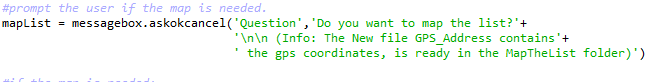 #prompt the user if the map is needed.
mapList = messagebox.askokcancel('Question','Do you want to map the list?'+
'\n\n (Info: The New file GPS_Address contains'+
' the gps coordinates, is ready in the MapTheList folder)')
#if the map is needed: